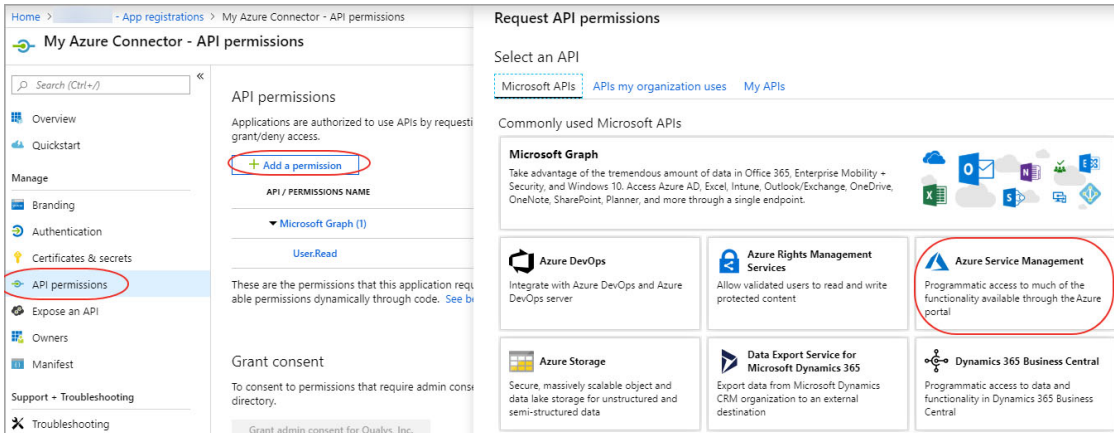 Home > - App registrations > My Azure Connector - API permissions
My Azure Connector - API permissions
Search (Ctrl+/)
«
Overview
Quickstart
Manage
Branding
Authentication
Certificates & secrets
API permissions
Expose an API
Owners
Manifest
Support + Troubleshooting
Troubleshooting
API permissions
Applications are authorized to use APIs by requesti
grant/deny access.
+ Add a permission
API / PERMISSIONS NAME
Microsoft Graph (1)
User.Read
These are the permissions that this application requ
able permissions dynamically through code. See be
Grant consent
To consent to permissions that require admin conse
directory.
Grant admin consent for Qualys, Inc.
Request API permissions
Select an API
Microsoft APIs APIs my organization uses My APIs
Commonly used Microsoft APIs
Microsoft Graph
Take advantage of the tremendous amount of data in Office 365, Enterprise Mobility +
Security, and Windows 10. Access Azure AD, Excel, Intune, Outlook/Exchange, OneDrive,
OneNote, SharePoint, Planner, and more through a single endpoint.
Azure DevOps
Integrate with Azure DevOps and Azure
DevOps server
Azure Rights Management
Services
Allow validated users to read and write
protected content
Azure Service Management
Programmatic access to much of the
functionality available through the Azure
portal
Azure Storage
Secure, massively scalable object and
data lake storage for unstructured and
semi-structured data
Data Export Service for
Microsoft Dynamics 365
Export data from Microsoft Dynamics
CRM organization to an external
destination
Dynamics 365 Business Central
Programmatic access to data and
functionality in Dynamics 365 Business
Central